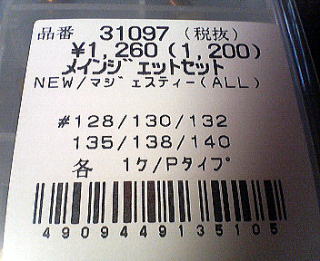 品番 31097 (税抜)
¥1,260(1,200)
メインジェットセット
NEW/マジェスティー(ALL)
#128/130/132
135/138/140
各 1ケ/Pタイプ
4909449135105